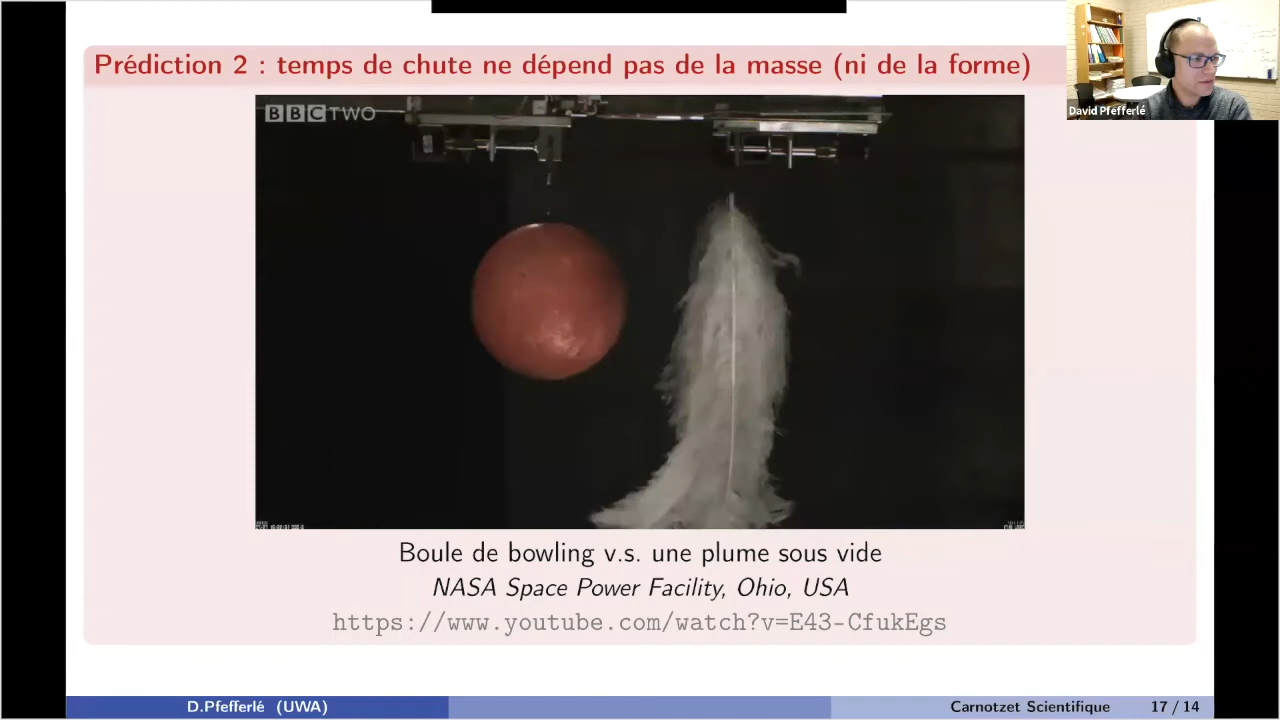 Prédiction 2 : temps de chute ne dépend pas de la masse (ni de la forme)
BBC TWO
David Pfefferlé
Boule de bowling v.s. une plume sous vide
NASA Space Power Facility, Ohio, USA
https://www.youtube.com/watch?v=E43-CfukEgs
D.Pfefferlé (UWA)
Carnotzet Scientifique
17 / 14